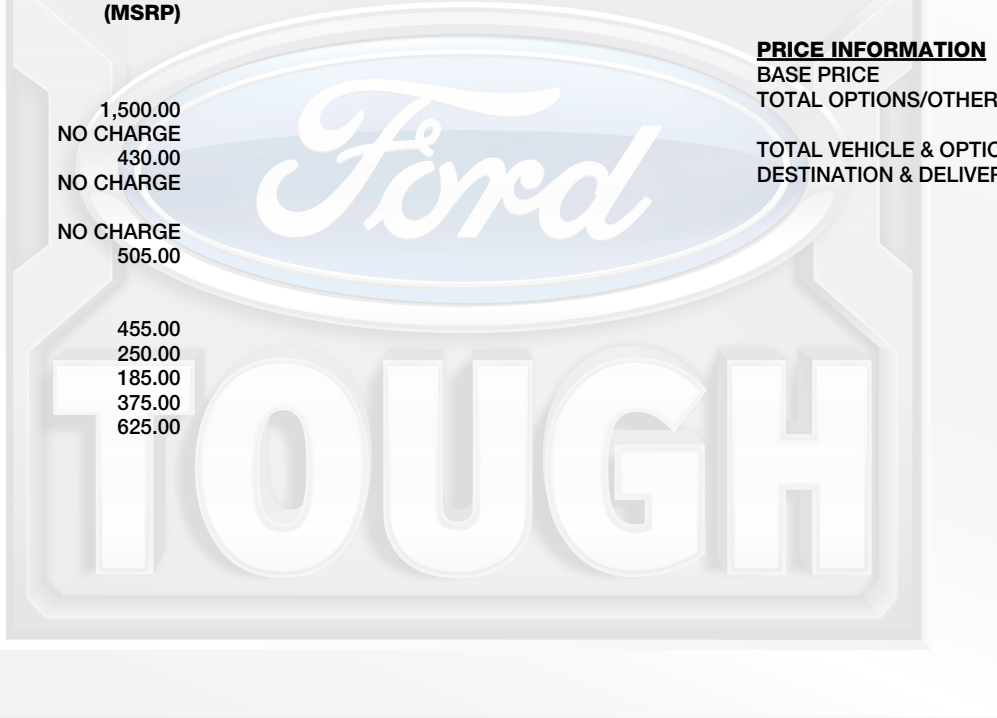 (MSRP)
1,500.00
NO CHARGE
430.00
NO CHARGE
NO CHARGE
505.00
455.00
250.00
185.00
375.00
625.00
PRICE INFORMATION
BASE PRICE
TOTAL OPTIONS/OTHER
TOTAL VEHICLE & OPTIO
DESTINATION & DELIVER
Ford
TOUGH